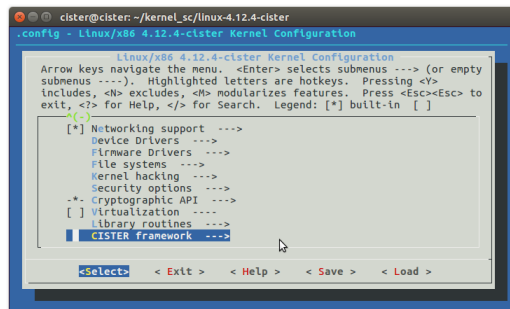 cister@cister: ~/kernel_sc/linux-4.12.4-cister
.config - Linux/x86 4.12.4-cister Kernel Configuration
Linux/x86 4.12.4-cister Kernel Configuration
Arrow keys navigate the menu.  <Enter> selects submenus ---> (or empty
submenus ----).  Highlighted letters are hotkeys.  Pressing <Y>
includes, <N> excludes, <M> modularizes features.  Press <Esc><Esc> to
exit, <?> for Help, </> for Search.  Legend: [*] built-in  [ ]
^(-)
[*] Networking support  --->
Device Drivers  --->
Firmware Drivers  --->
File systems  --->
Kernel hacking  --->
Security options  --->
-*- Cryptographic API  --->
[ ] Virtualization  ----
Library routines  --->
CISTER framework  --->
<Select>    < Exit >    < Help >    < Save >    < Load >